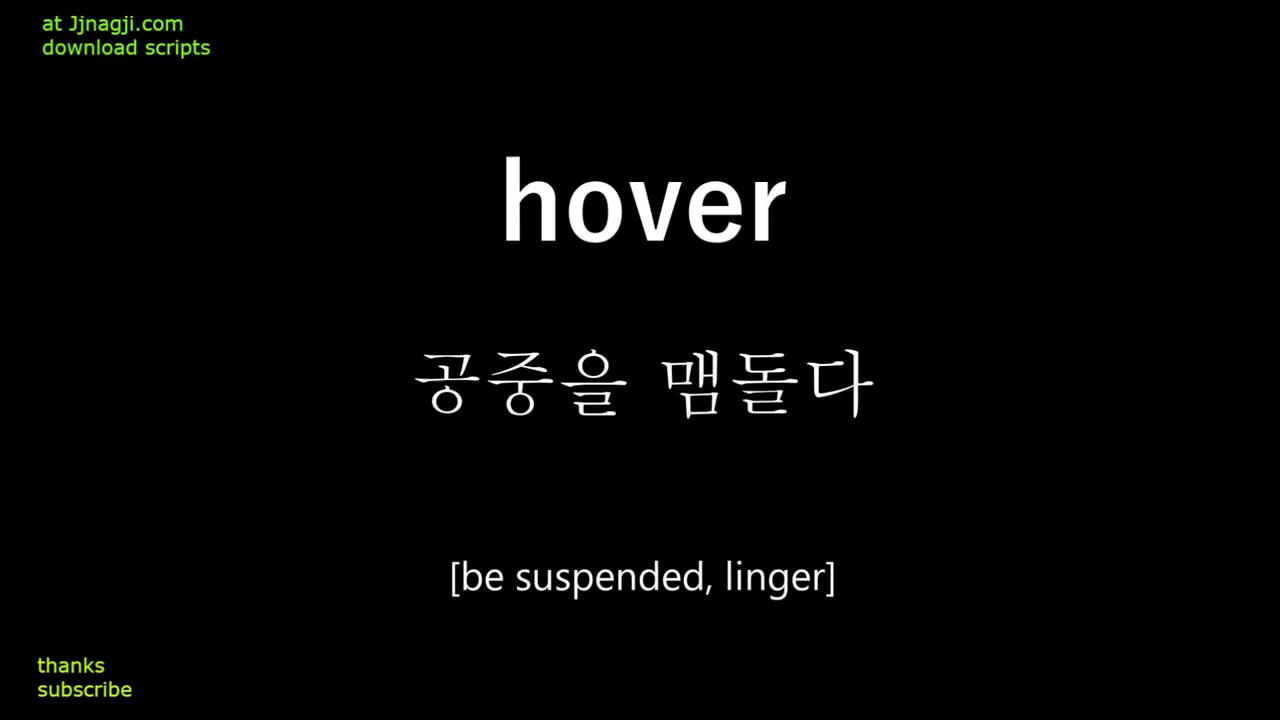 at Jjnagji.com
download scripts
hover
공중을 맴돌다
[be suspended, linger]
thanks
subscribe